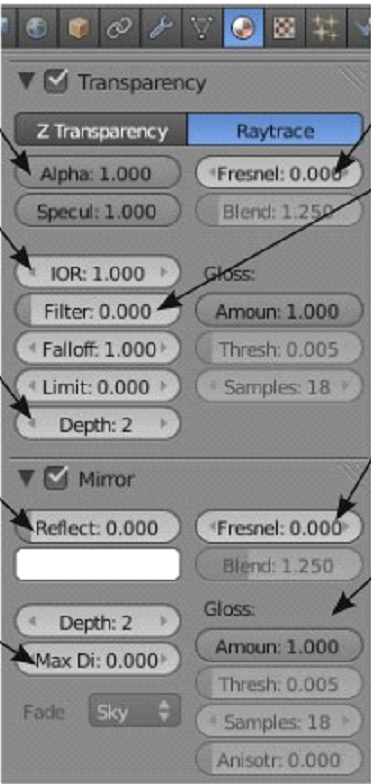 Transparency
Z Transparency Raytrace
Alpha: 1.000 Fresnel: 0.000
Specul: 1.000 Blend: 1.250
IOR: 1.000 Gloss:
Filter: 0.000 Amoun: 1.000
Falloff: 1.000 Thresh: 0.005
Limit: 0.000 Samples: 18
Depth: 2
Mirror
Reflect: 0.000 Fresnel: 0.000
Blend: 1.250
Gloss:
Depth: 2 Amoun: 1.000
Max Di: 0.000 Thresh: 0.005
Fade Sky Samples: 18
Anisotr: 0.000